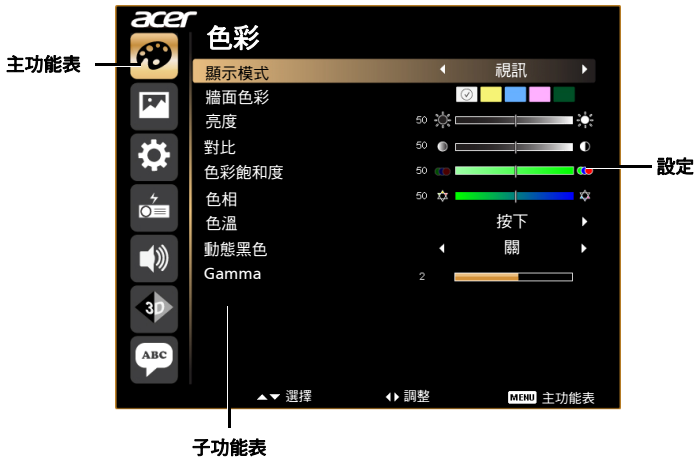 acer
色彩
主功能表
顯示模式 視訊
牆面色彩
亮度 50
對比 50
色彩飽和度 50
設定
色相 50
色溫 按下
動態黑色 關
Gamma 2
3D
ABC
選擇 調整 MENU 主功能表
子功能表